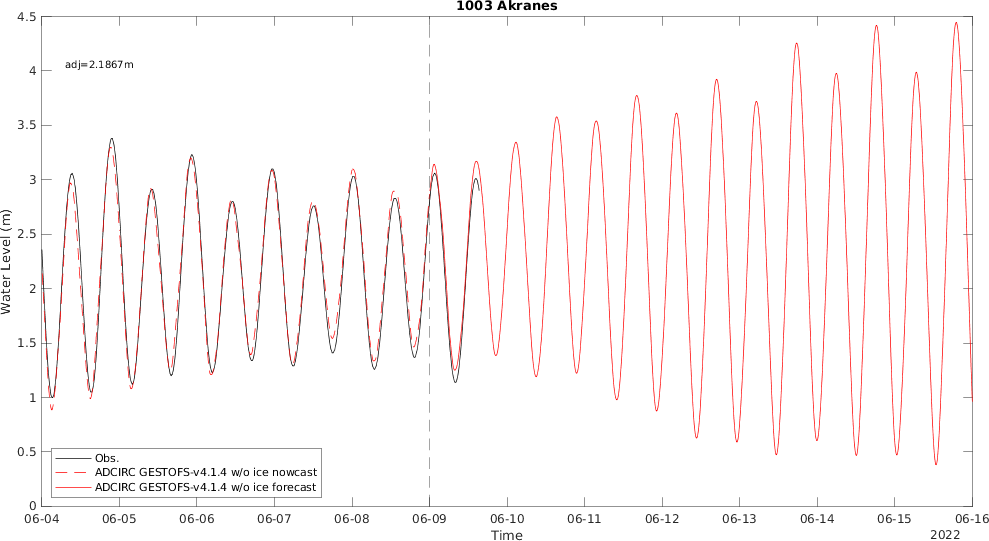 1003 Akranes
4.5
4
3.5
3
2.5
2
1.5
1
0.5
0
Water Level (m)
adj=2.1867m
Obs.
ADCIRC GESTOFS-v4.1.4 w/o ice nowcast
ADCIRC GESTOFS-v4.1.4 w/o ice forecast
06-04 06-05 06-06 06-07 06-08 06-09 06-10 06-11 06-12 06-13 06-14 06-15 06-16
Time
2022